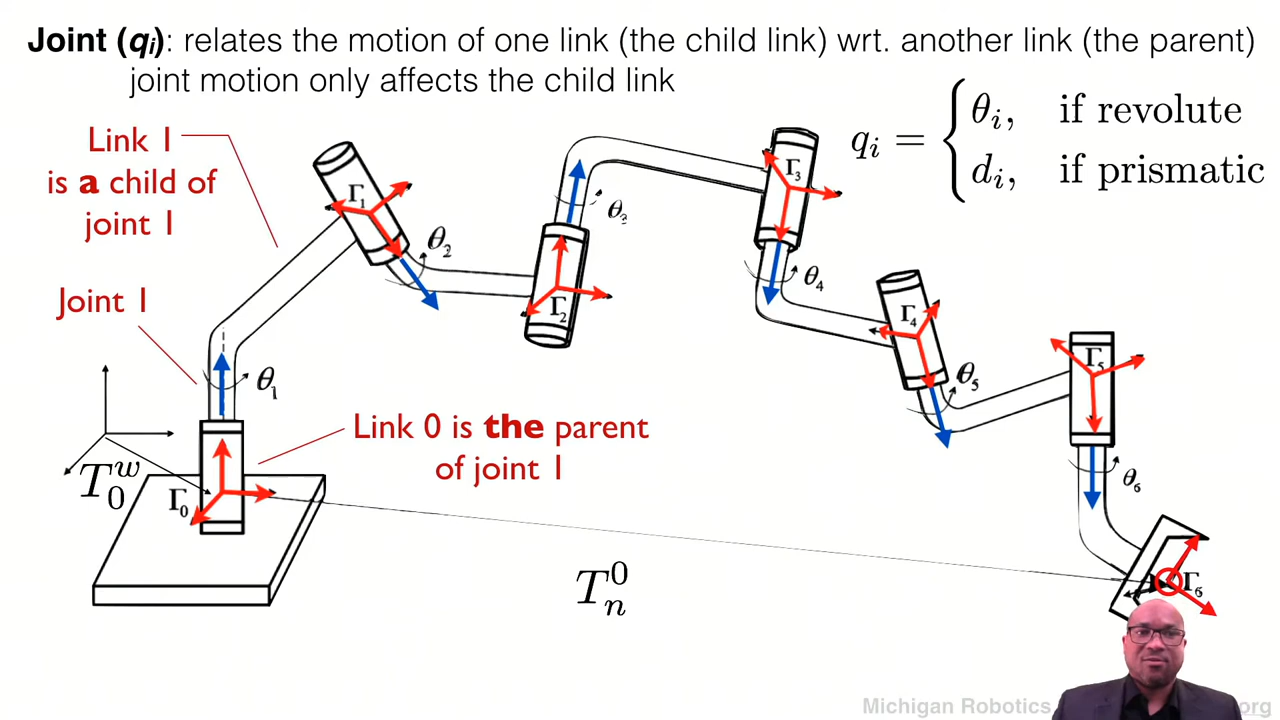 Joint (qᵢ): relates the motion of one link (the child link) wrt. another link (the parent)
joint motion only affects the child link
qᵢ = { θᵢ, if revolute
dᵢ, if prismatic
Link 1
is a child of
joint 1
Joint 1
Link 0 is the parent
of joint 1
Γ₁
θ₂
θ₃
Γ₃
Γ₂
θ₄
Γ₄
θ₅
Γ₅
θ₁
θ₆
T₀ʷ
Γ₀
Tₙ⁰
Γ₆
Michigan Robotics
org